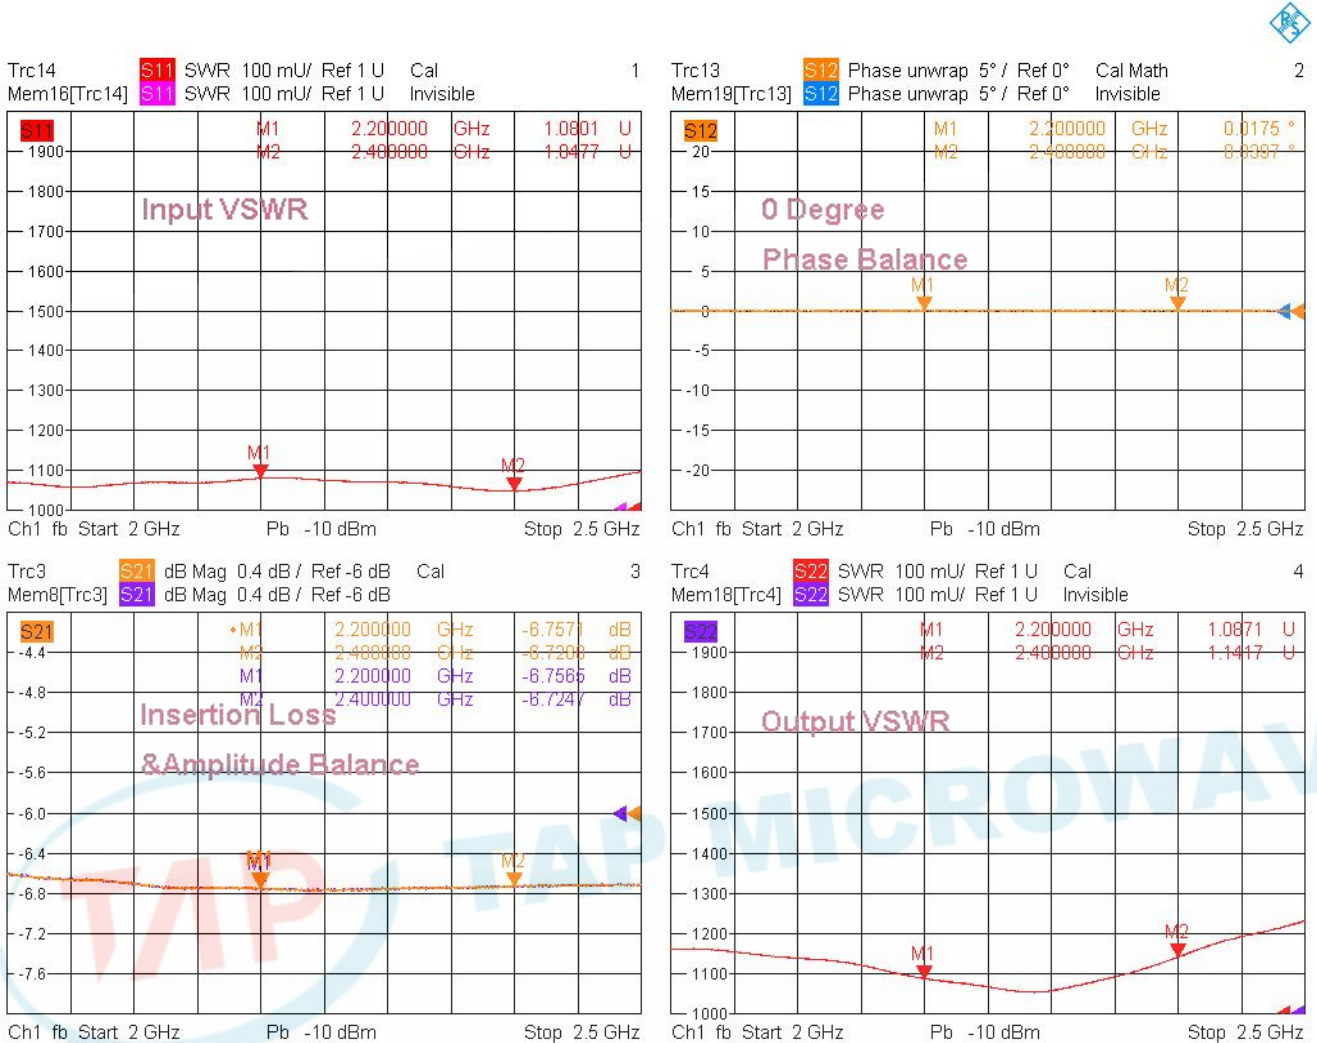 R&S
Trc14 S11 SWR 100 mU/ Ref 1 U Cal 1
Mem16[Trc14] S11 SWR 100 mU/ Ref 1 U Invisible
S11 M1 2.200000 GHz 1.0801 U
M2 2.400000 GHz 1.0477 U
1900
1800
Input VSWR
1700
1600
1500
1400
1300
1200
M1
M2
1100
1000
Ch1 fb Start 2 GHz Pb -10 dBm Stop 2.5 GHz
Trc13 S12 Phase unwrap 5° / Ref 0° Cal Math 2
Mem19[Trc13] S12 Phase unwrap 5° / Ref 0° Invisible
S12 M1 2.200000 GHz 0.0175 °
M2 2.400000 GHz
20
15
0 Degree
10
Phase Balance
5
M1 M2
0
-5
-10
-15
-20
Ch1 fb Start 2 GHz Pb -10 dBm Stop 2.5 GHz
Trc3 S21 dB Mag 0.4 dB / Ref -6 dB Cal 3
Mem8[Trc3] S21 dB Mag 0.4 dB / Ref -6 dB
S21 •M1 2.200000 GHz -6.7571 dB
M2 2.400000 GHz dB
M1 2.200000 GHz -6.7565 dB
M2 2.400000 GHz -6.7247 dB
-4.4
-4.8
Insertion Loss
-5.2
&Amplitude Balance
-5.6
-6.0
-6.4
M1 M2
-6.8
-7.2
-7.6
Ch1 fb Start 2 GHz Pb -10 dBm Stop 2.5 GHz
Trc4 S22 SWR 100 mU/ Ref 1 U Cal 4
Mem18[Trc4] S22 SWR 100 mU/ Ref 1 U Invisible
S22 M1 2.200000 GHz 1.0871 U
M2 2.400000 GHz 1.1417 U
1900
1800
Output VSWR
1700
1600
1500
1400
1300
1200
M2
M1
1100
1000
Ch1 fb Start 2 GHz Pb -10 dBm Stop 2.5 GHz
TAP TAP MICROWAV